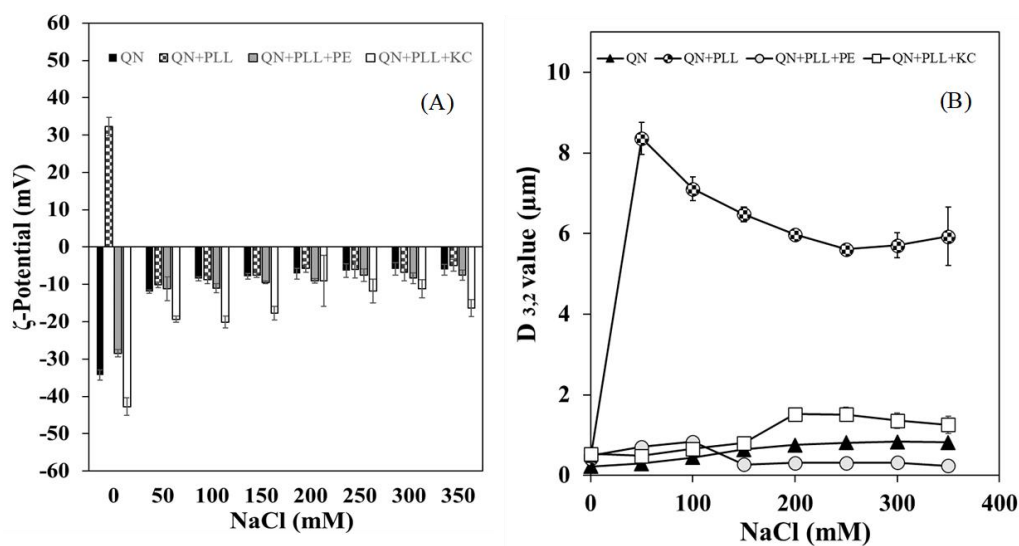 60
50
40
30
20
10
0
-10
-20
-30
-40
-50
-60
ζ-Potential (mV)
QN QN+PLL QN+PLL+PE QN+PLL+KC
(A)
0 50 100 150 200 250 300 350
NaCl (mM)
10
8
6
4
2
0
D 3,2 value (μm)
QN QN+PLL QN+PLL+PE QN+PLL+KC
(B)
0 100 200 300 400
NaCl (mM)